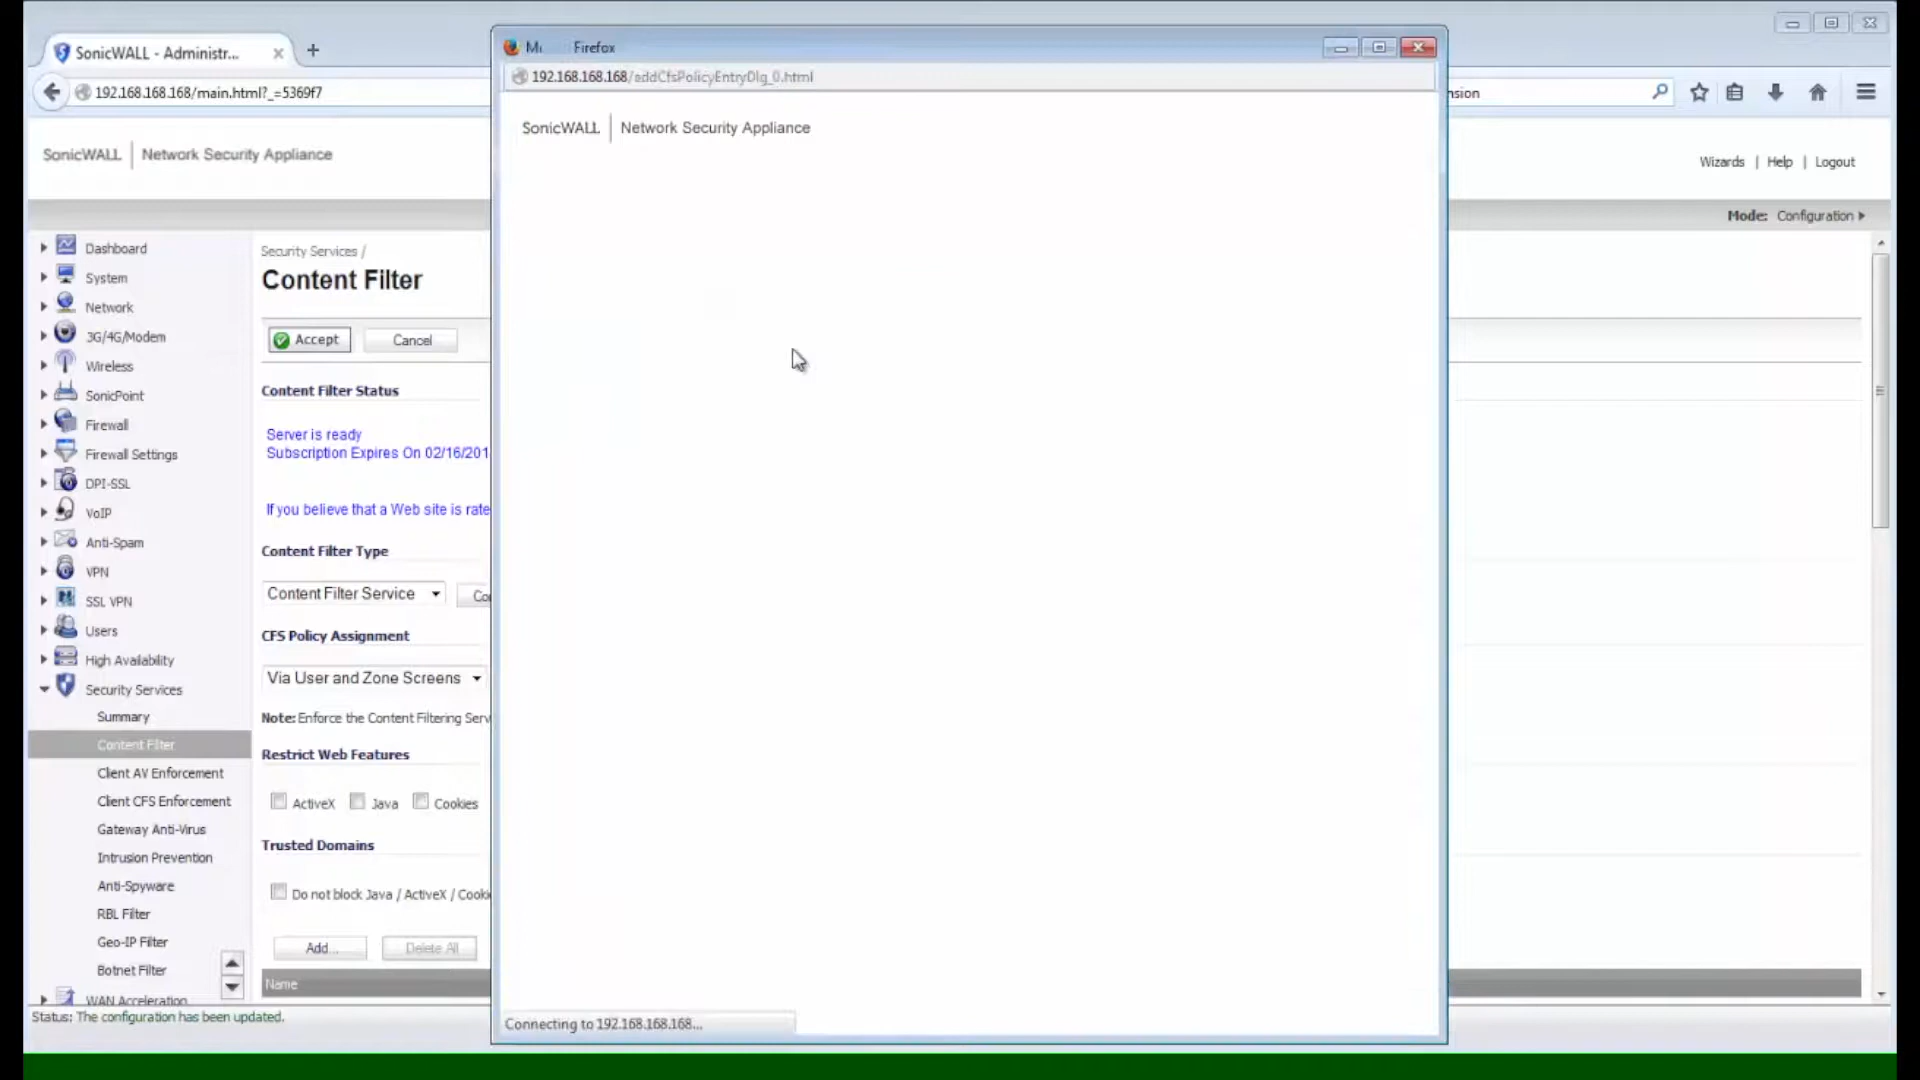 SonicWALL - Administr...
192.168.168.168/main.html?_=5369f7
SonicWALL | Network Security Appliance
Firefox
192.168.168.168/addCfsPolicyEntryDlg_0.html
SonicWALL | Network Security Appliance
Wizards | Help | Logout
Mode: Configuration
Dashboard
System
Network
3G/4G/Modem
Wireless
SonicPoint
Firewall
Firewall Settings
DPI-SSL
VoIP
Anti-Spam
VPN
SSL VPN
Users
High Availability
Security Services
Summary
Content Filter
Client AV Enforcement
Client CFS Enforcement
Gateway Anti-Virus
Intrusion Prevention
Anti-Spyware
RBL Filter
Geo-IP Filter
Botnet Filter
WAN Acceleration
Security Services /
Content Filter
Accept Cancel
Content Filter Status
Server is ready
Subscription Expires On 02/16/201
If you believe that a Web site is rate
Content Filter Type
Content Filter Service
CFS Policy Assignment
Via User and Zone Screens
Note: Enforce the Content Filtering Serv
Restrict Web Features
ActiveX Java Cookies
Trusted Domains
Do not block Java / ActiveX / Cooki
Add... Delete All
Name
Status: The configuration has been updated.
Connecting to 192.168.168.168...